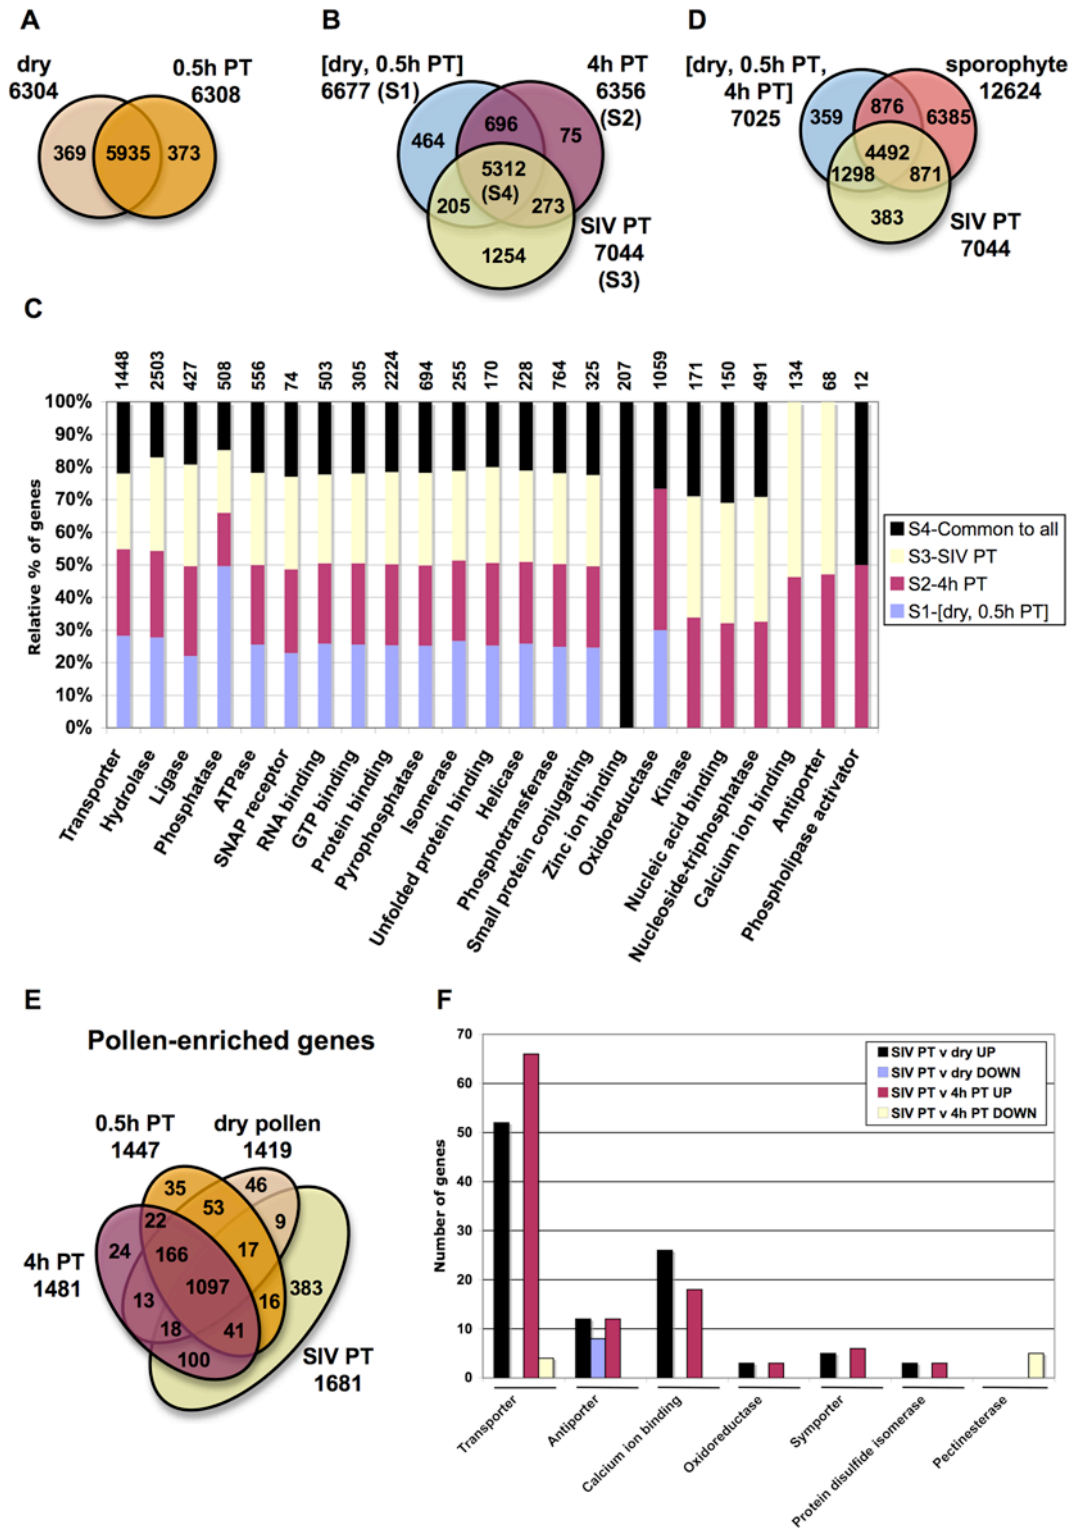 A
dry
6304
0.5h PT
6308
369
5935
373
B
[dry, 0.5h PT]
6677 (S1)
4h PT
6356
(S2)
464
696
75
5312
(S4)
205
273
1254
SIV PT
7044
(S3)
D
[dry, 0.5h PT,
4h PT]
7025
sporophyte
12624
359
876
6385
4492
1298
871
383
SIV PT
7044
C
1448
2503
427
508
556
74
503
305
2224
694
255
170
228
764
325
207
1059
171
150
491
134
68
12
Relative % of genes
100%
90%
80%
70%
60%
50%
40%
30%
20%
10%
0%
S4-Common to all
S3-SIV PT
S2-4h PT
S1-[dry, 0.5h PT]
Transporter
Hydrolase
Ligase
Phosphatase
ATPase
SNAP receptor
RNA binding
GTP binding
Protein binding
Pyrophosphatase
Isomerase
Unfolded protein binding
Helicase
Phosphotransferase
Small protein conjugating
Zinc ion binding
Oxidoreductase
Kinase
Nucleic acid binding
Nucleoside-triphosphatase
Calcium ion binding
Antiporter
Phospholipase activator
E
Pollen-enriched genes
0.5h PT
1447
dry pollen
1419
35
46
53
22
9
24
166
17
4h PT
1481
1097
383
13
16
18
41
100
SIV PT
1681
F
Number of genes
70
60
50
40
30
20
10
0
SIV PT v dry UP
SIV PT v dry DOWN
SIV PT v 4h PT UP
SIV PT v 4h PT DOWN
Transporter
Antiporter
Calcium ion binding
Oxidoreductase
Symporter
Protein disulfide isomerase
Pectinesterase